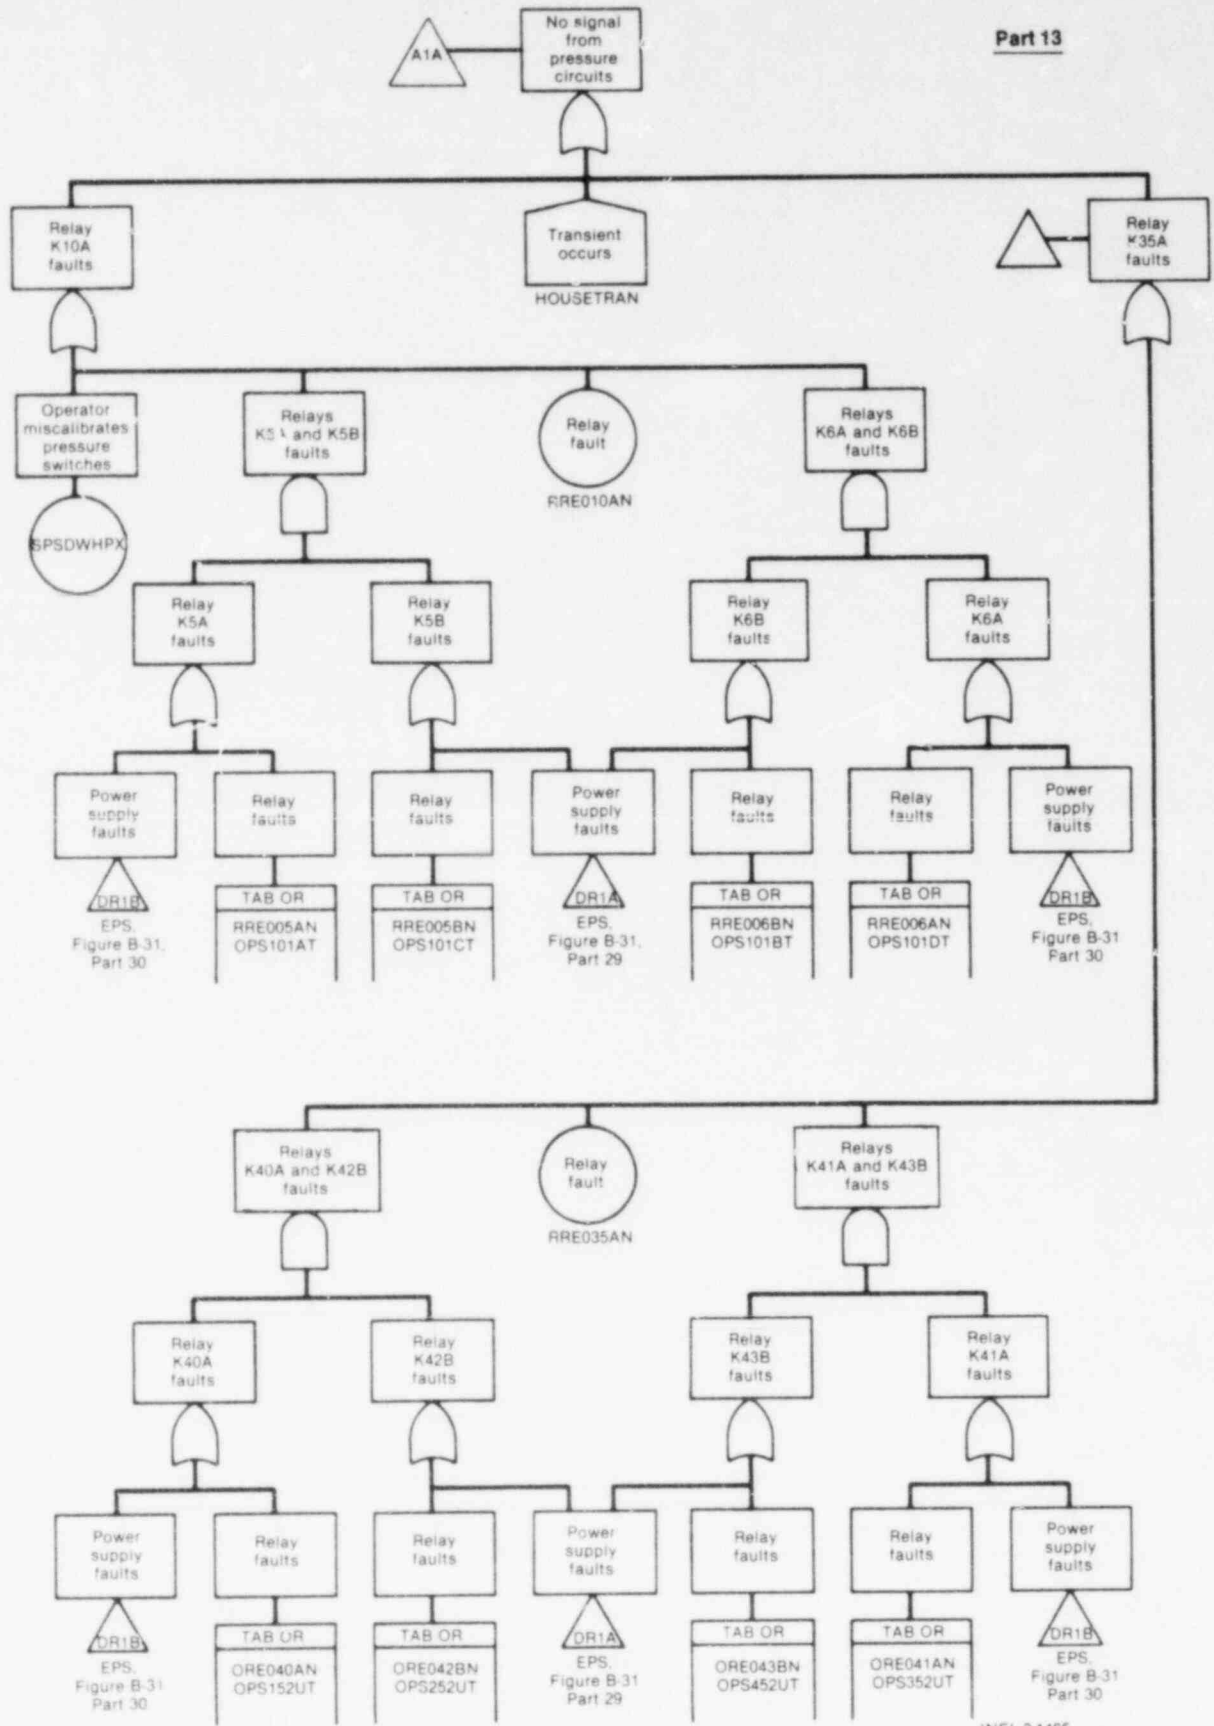 Part 13
No signal
from
pressure
circuits
A1A
Relay
K10A
faults
Transient
occurs
HOUSETRAN
Relay
K35A
faults
Operator
miscalibrates
pressure
switches
SPSDWHPX
Relays
K5A and K5B
faults
Relay
fault
RRE010AN
Relays
K6A and K6B
faults
Relay
K5A
faults
Relay
K5B
faults
Relay
K6B
faults
Relay
K6A
faults
Power
supply
faults
DR1B
EPS,
Figure B-31,
Part 30
Relay
faults
TAB OR
RRE005AN
OPS101AT
Relay
faults
TAB OR
RRE005BN
OPS101CT
Power
supply
faults
DR1A
EPS,
Figure B-31,
Part 29
Relay
faults
TAB OR
RRE006BN
OPS101BT
Relay
faults
TAB OR
RRE006AN
OPS101DT
Power
supply
faults
DR1B
EPS,
Figure B-31
Part 30
Relays
K40A and K42B
faults
Relay
fault
RRE035AN
Relays
K41A and K43B
faults
Relay
K40A
faults
Relay
K42B
faults
Relay
K43B
faults
Relay
K41A
faults
Power
supply
faults
DR1B
EPS,
Figure B-31
Part 30
Relay
faults
TAB OR
ORE040AN
OPS152UT
Relay
faults
TAB OR
ORE042BN
OPS252UT
Power
supply
faults
DR1A
EPS,
Figure B-31
Part 29
Relay
faults
TAB OR
ORE043BN
OPS452UT
Relay
faults
TAB OR
ORE041AN
OPS352UT
Power
supply
faults
DR1B
EPS,
Figure B-31
Part 30